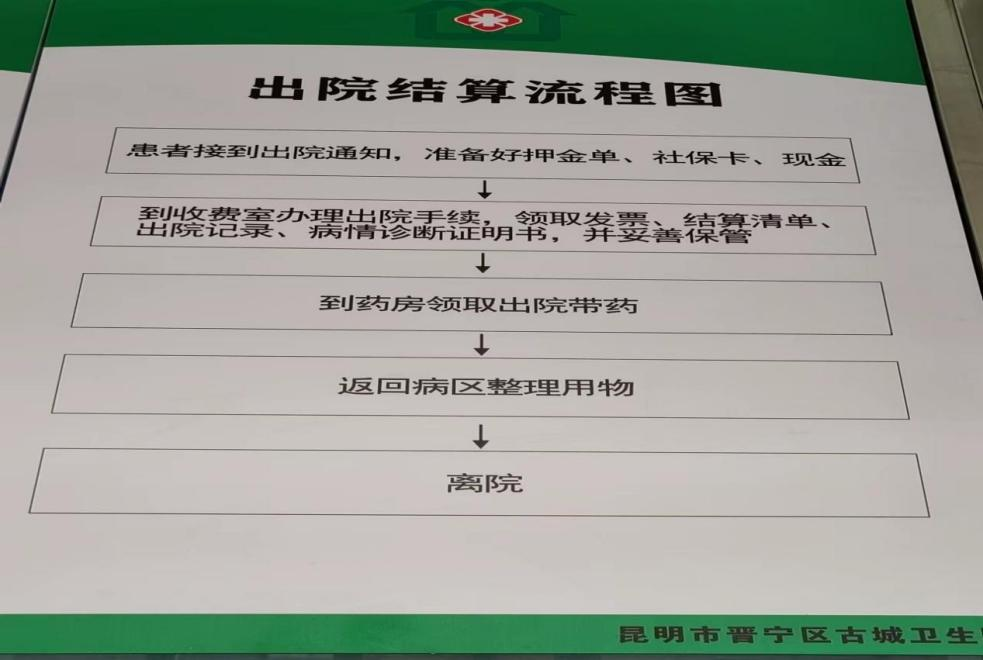 出院结算流程图
患者接到出院通知，准备好押金单、社保卡、现金
到收费室办理出院手续，领取发票、结算清单、
出院记录、病情诊断证明书，并妥善保管
到药房领取出院带药
返回病区整理用物
离院
昆明市晋宁区古城卫生